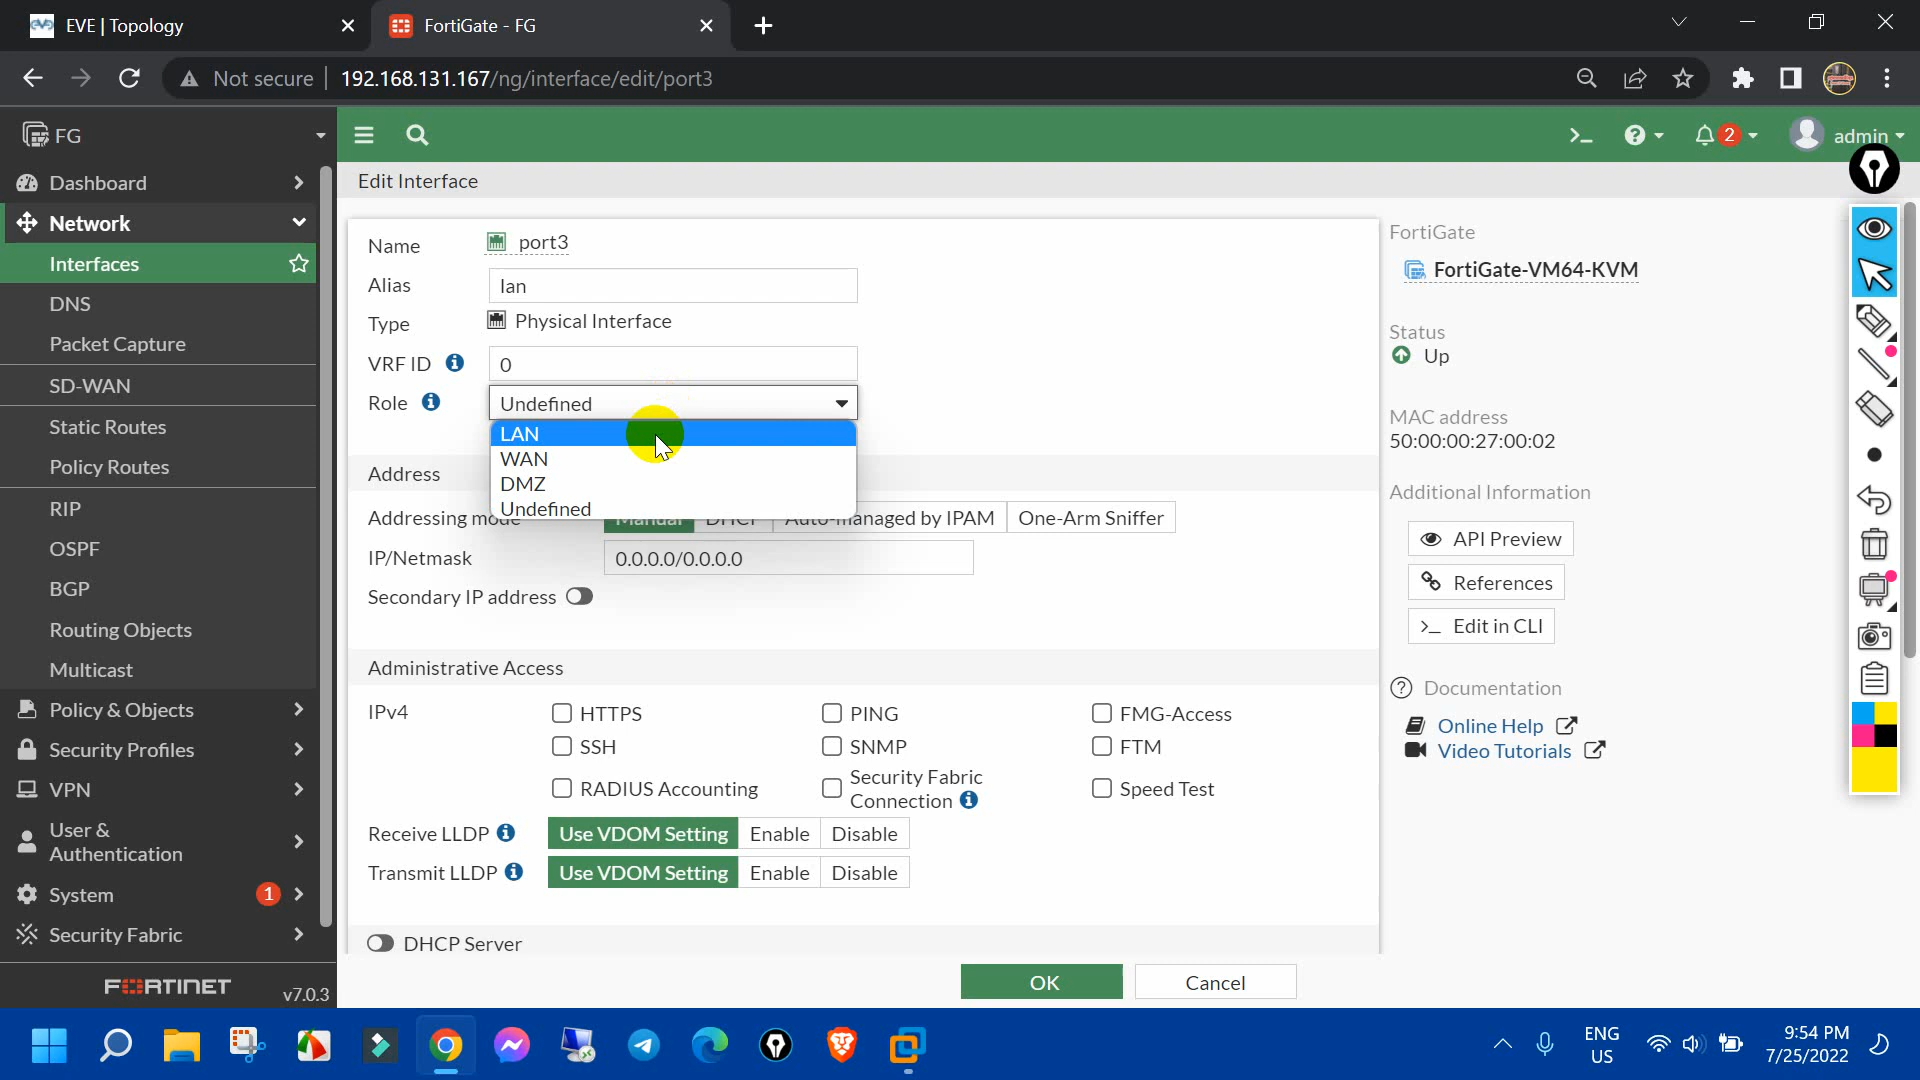 EVE | Topology
FortiGate - FG
Not secure
192.168.131.167/ng/interface/edit/port3
FG
2
admin
Dashboard
Network
Interfaces
DNS
Packet Capture
SD-WAN
Static Routes
Policy Routes
RIP
OSPF
BGP
Routing Objects
Multicast
Policy & Objects
Security Profiles
VPN
User &
Authentication
System 1
Security Fabric
FORTINET v7.0.3
Edit Interface
Name port3
Alias lan
Type Physical Interface
VRF ID 0
Role Undefined
LAN
WAN
DMZ
Undefined
Address
Addressing mode Manual DHCP Auto-managed by IPAM One-Arm Sniffer
IP/Netmask 0.0.0.0/0.0.0.0
Secondary IP address
Administrative Access
IPv4 HTTPS PING FMG-Access
SSH SNMP FTM
RADIUS Accounting Security Fabric Connection Speed Test
Receive LLDP Use VDOM Setting Enable Disable
Transmit LLDP Use VDOM Setting Enable Disable
DHCP Server
OK Cancel
FortiGate
FortiGate-VM64-KVM
Status
Up
MAC address
50:00:00:27:00:02
Additional Information
API Preview
References
Edit in CLI
Documentation
Online Help
Video Tutorials
ENG
US
9:54 PM
7/25/2022